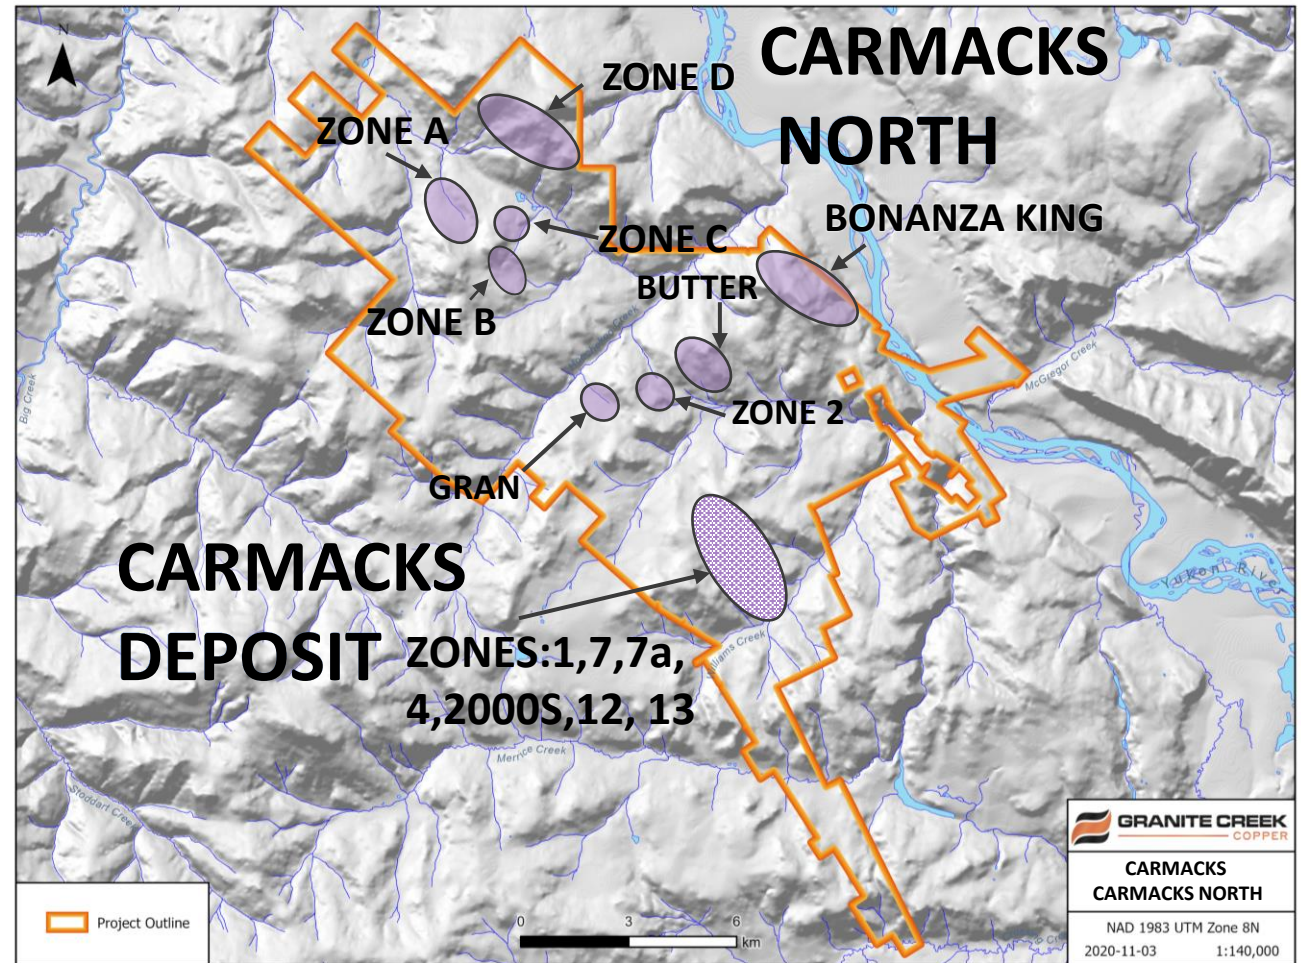 N
CARMACKS
NORTH
ZONE D
ZONE A
BONANZA KING
ZONE C
BUTTER
ZONE B
McGregor Creek
Big Creek
ZONE 2
GRAN
CARMACKS
DEPOSIT
Yukon River
ZONES:1,7,7a,
4,2000S,12, 13
Merrice Creek
Stoddart Creek
GRANITE CREEK
COPPER
CARMACKS
CARMACKS NORTH
NAD 1983 UTM Zone 8N
2020-11-03 1:140,000
Project Outline
0 3 6
km